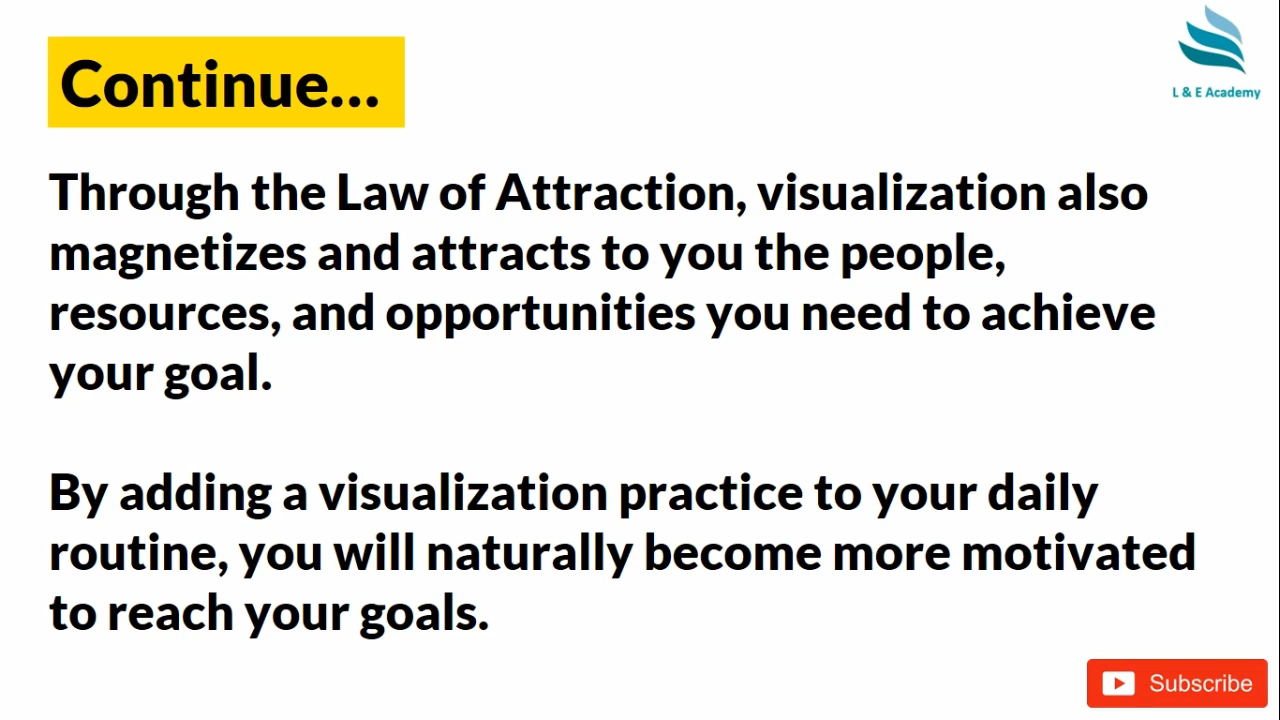 Continue...
L & E Academy
Through the Law of Attraction, visualization also
magnetizes and attracts to you the people,
resources, and opportunities you need to achieve
your goal.
By adding a visualization practice to your daily
routine, you will naturally become more motivated
to reach your goals.
Subscribe